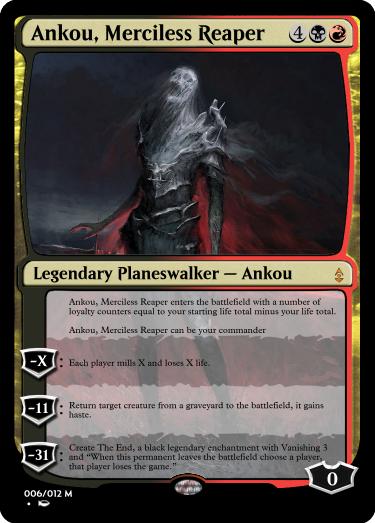 Ankou, Merciless Reaper 4
Legendary Planeswalker — Ankou
Ankou, Merciless Reaper enters the battlefield with a number of
loyalty counters equal to your starting life total minus your life total.
Ankou, Merciless Reaper can be your commander
-X: Each player mills X and loses X life.
-11: Return target creature from a graveyard to the battlefield, it gains
haste.
-31: Create The End, a black legendary enchantment with Vanishing 3
and “When this permanent leaves the battlefield choose a player,
that player loses the game.”
0
006/012 M